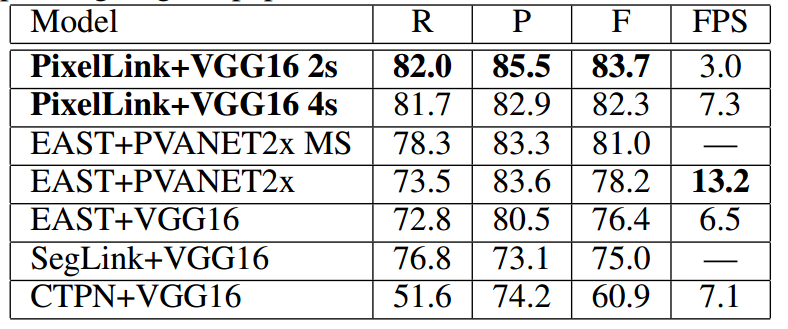 Model R P F FPS
PixelLink+VGG16 2s 82.0 85.5 83.7 3.0
PixelLink+VGG16 4s 81.7 82.9 82.3 7.3
EAST+PVANET2x MS 78.3 83.3 81.0 —
EAST+PVANET2x 73.5 83.6 78.2 13.2
EAST+VGG16 72.8 80.5 76.4 6.5
SegLink+VGG16 76.8 73.1 75.0 —
CTPN+VGG16 51.6 74.2 60.9 7.1